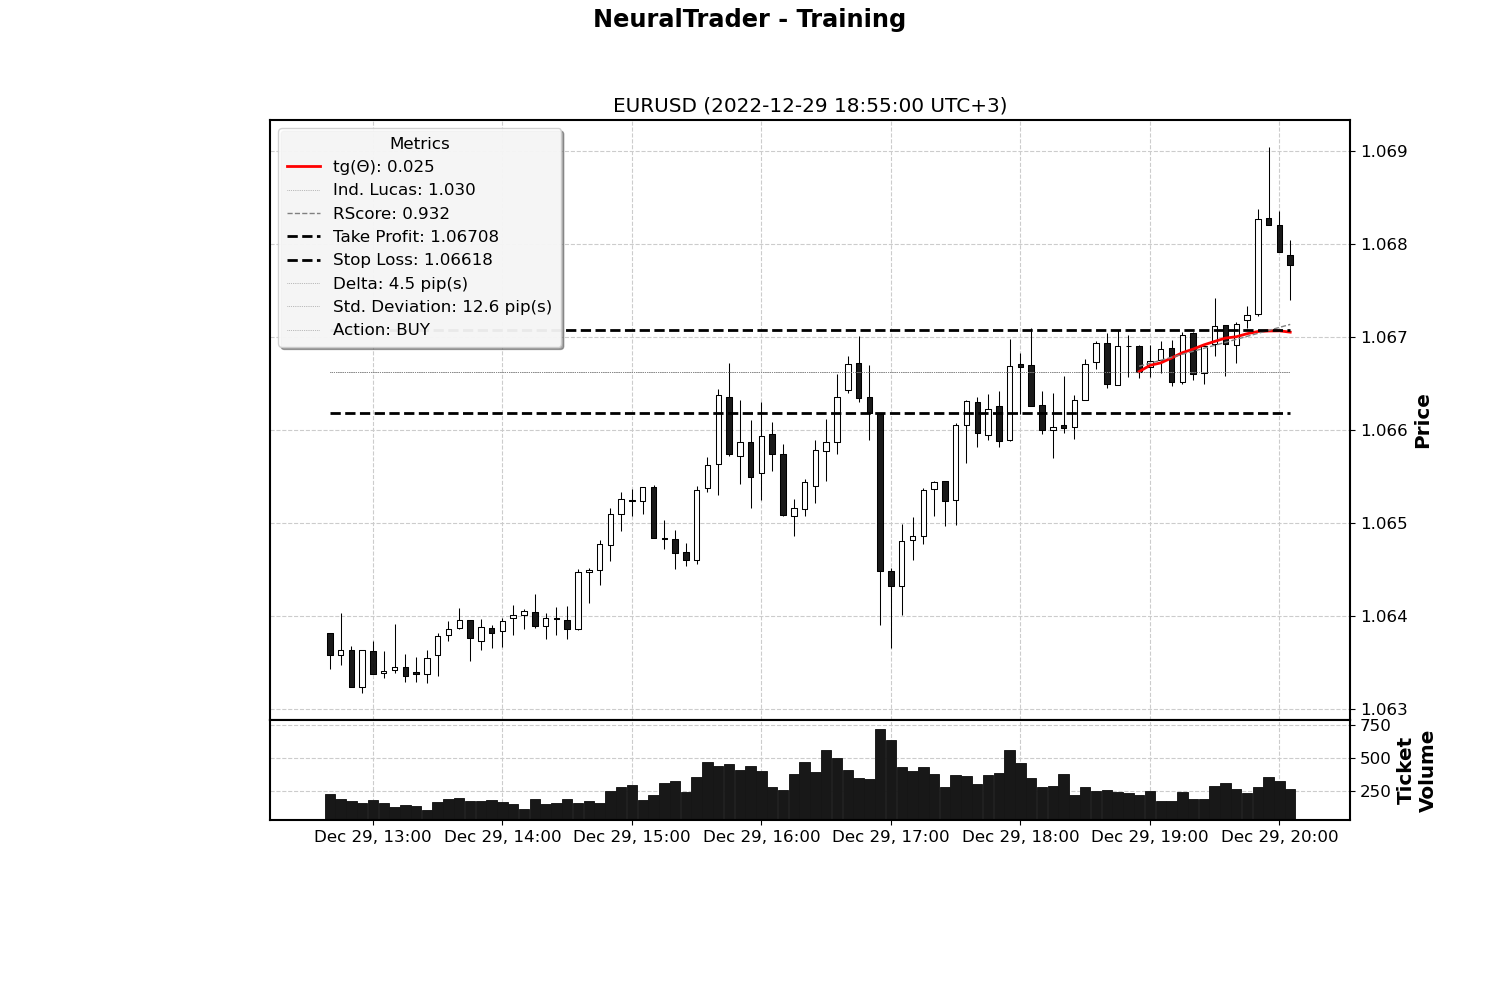 NeuralTrader - Training
EURUSD (2022-12-29 18:55:00 UTC+3)
Metrics
tg(Θ): 0.025
Ind. Lucas: 1.030
RScore: 0.932
Take Profit: 1.06708
Stop Loss: 1.06618
Delta: 4.5 pip(s)
Std. Deviation: 12.6 pip(s)
Action: BUY
1.069
1.068
1.067
1.066
1.065
1.064
1.063
Price
750
500
250
Ticket
Volume
Dec 29, 13:00 Dec 29, 14:00 Dec 29, 15:00 Dec 29, 16:00 Dec 29, 17:00 Dec 29, 18:00 Dec 29, 19:00 Dec 29, 20:00